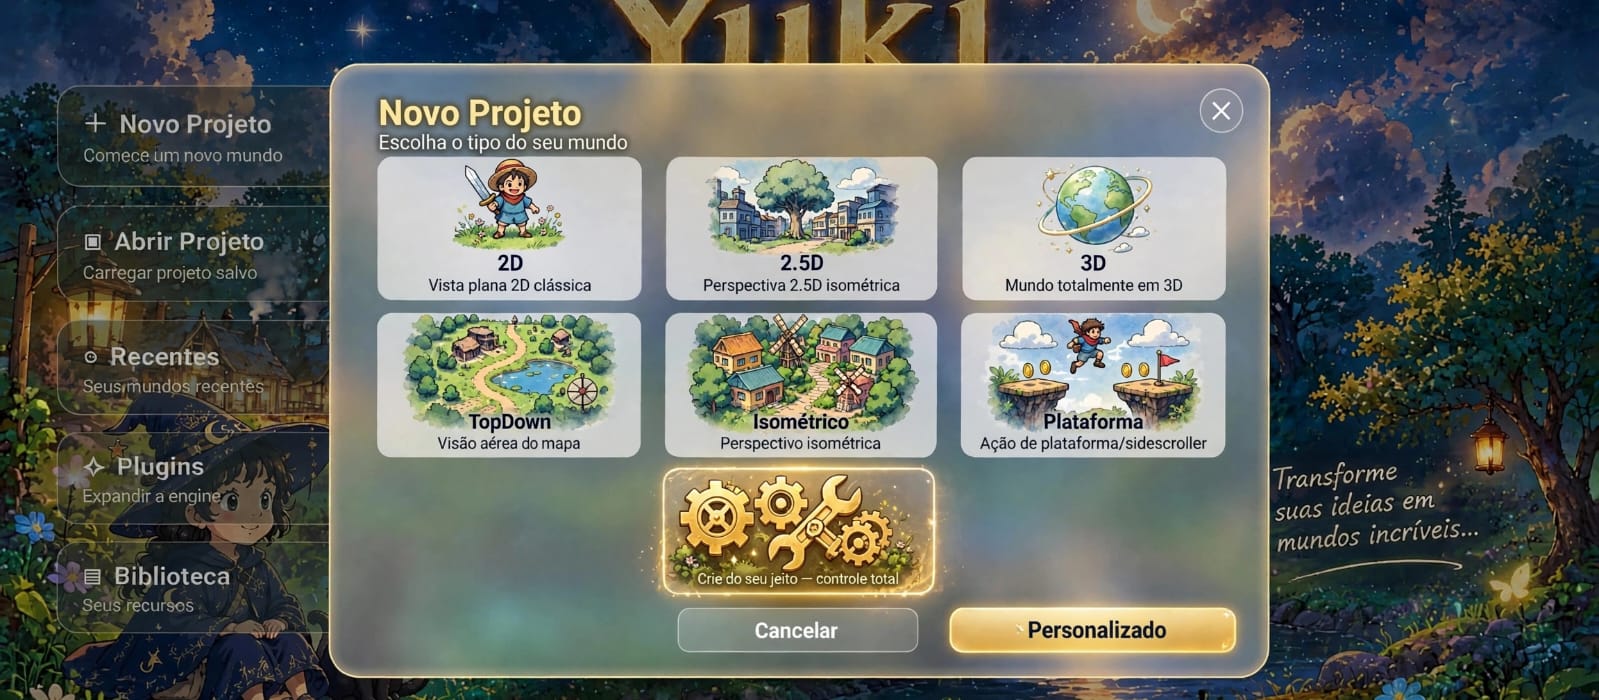 Yuki
+ Novo Projeto
Comece um novo mundo
Abrir Projeto
Carregar projeto salvo
Recentes
Seus mundos recentes
Plugins
Expandir a engine
Biblioteca
Seus recursos
Novo Projeto
Escolha o tipo do seu mundo
2D
Vista plana 2D clássica
2.5D
Perspectiva 2.5D isométrica
3D
Mundo totalmente em 3D
TopDown
Visão aérea do mapa
Isométrico
Perspectivo isométrica
Plataforma
Ação de plataforma/sidescroller
Crie do seu jeito — controle total
Cancelar
Personalizado
Transforme
suas ideias em
mundos incríveis...